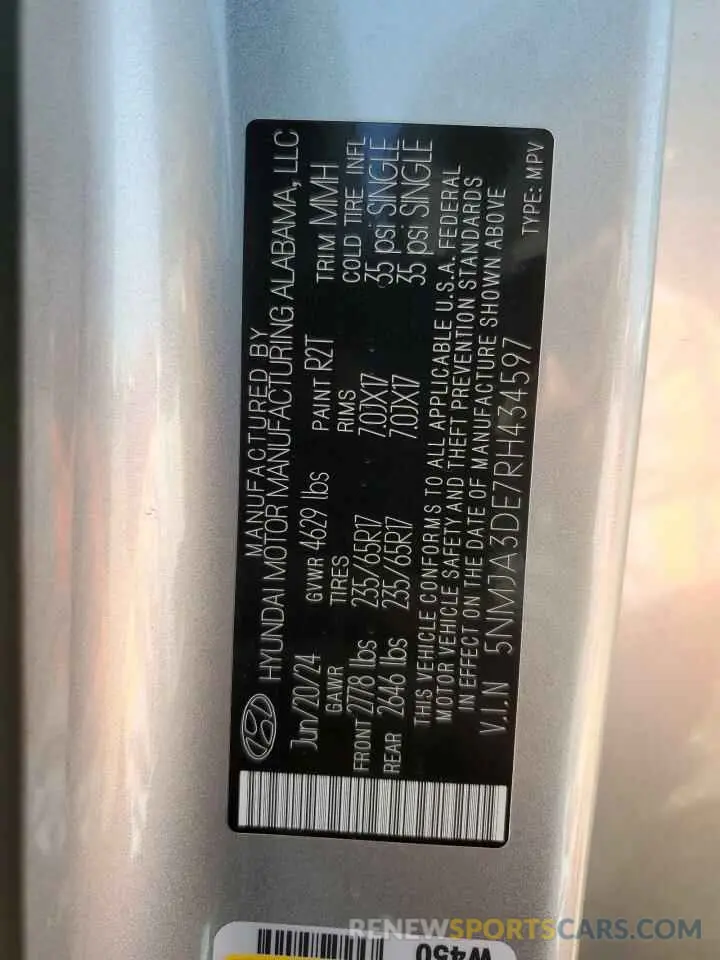 MANUFACTURED BY
HYUNDAI MOTOR MANUFACTURING ALABAMA, LLC
Jun/20/24 GVWR 4629 lbs PAINT R2T TRIM MMH
GAWR TIRES RIMS COLD TIRE INFL
FRONT 2778 lbs 235/65R17 7.0JX17 35 psi SINGLE
REAR 2646 lbs 235/65R17 7.0JX17 35 psi SINGLE
THIS VEHICLE CONFORMS TO ALL APPLICABLE U.S.A. FEDERAL
MOTOR VEHICLE SAFETY AND THEFT PREVENTION STANDARDS
IN EFFECT ON THE DATE OF MANUFACTURE SHOWN ABOVE
V.I.N 5NMJA3DE7RH434597 TYPE: MPV
W450
RENEWSPORTSCARS.COM